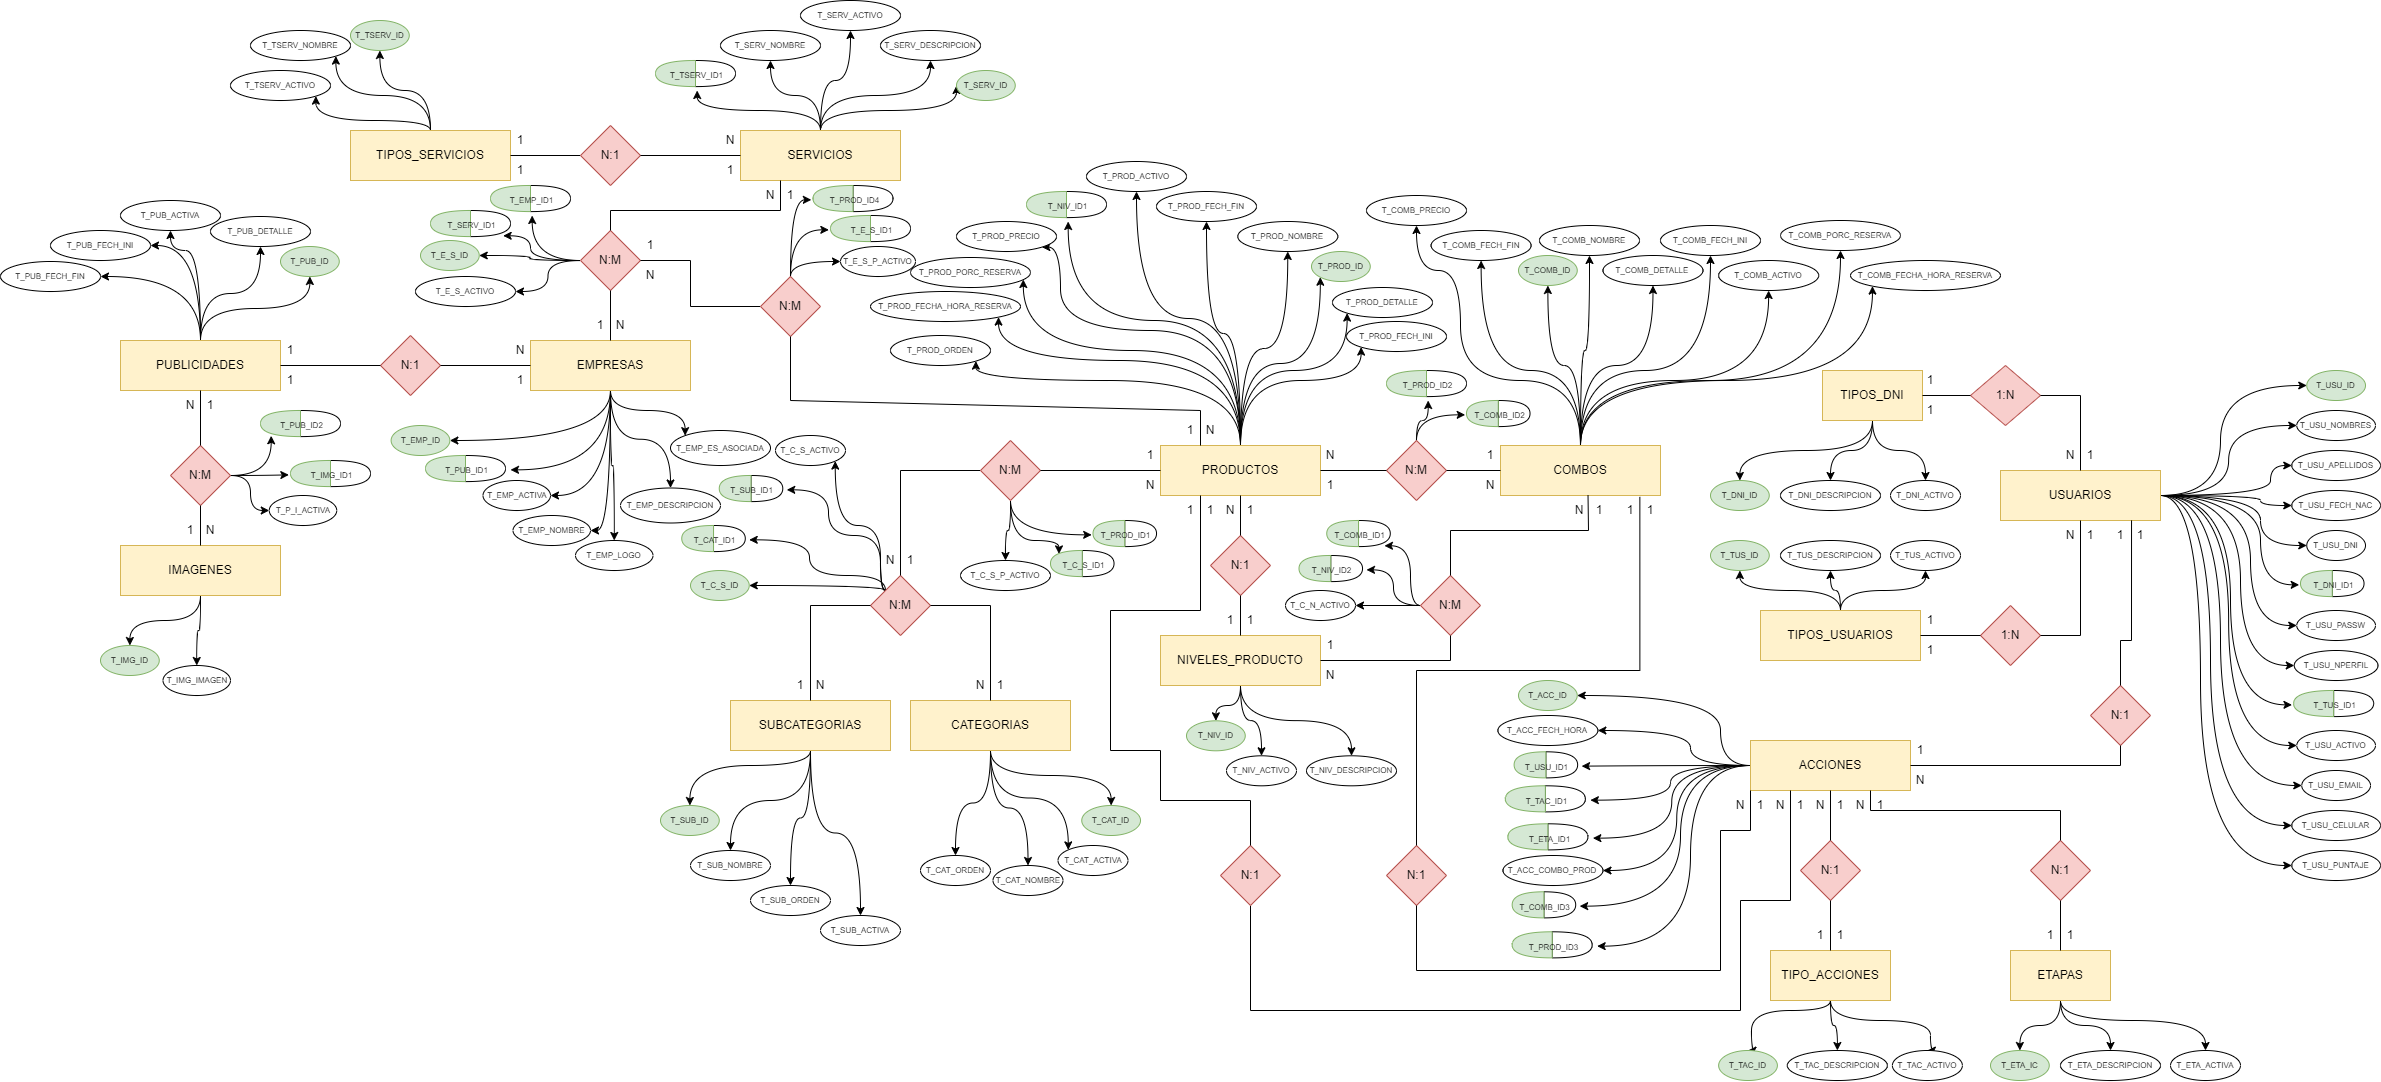 T_SERV_ACTIVO
T_TSERV_ID
T_TSERV_NOMBRE
T_SERV_NOMBRE
T_SERV_DESCRIPCION
T_TSERV_ACTIVO
T_TSERV_ID1
T_SERV_ID
TIPOS_SERVICIOS
1
1
N:1
N
1
SERVICIOS
N
1
T_EMP_ID1
T_SERV_ID1
T_E_S_ID
T_E_S_ACTIVO
N:M
1
N
T_PROD_ID4
T_E_S_ID1
T_E_S_P_ACTIVO
N:M
T_PUB_ACTIVA
T_PUB_FECH_INI
T_PUB_DETALLE
T_PUB_FECH_FIN
T_PUB_ID
PUBLICIDADES
1
1
N:1
N
1
1
N
EMPRESAS
N
1
T_PUB_ID2
T_IMG_ID1
T_P_I_ACTIVA
N:M
1
N
IMAGENES
T_IMG_ID
T_IMG_IMAGEN
T_EMP_ID
T_PUB_ID1
T_EMP_ACTIVA
T_EMP_NOMBRE
T_EMP_LOGO
T_EMP_DESCRIPCION
T_EMP_ES_ASOCIADA
T_C_S_ACTIVO
T_SUB_ID1
T_CAT_ID1
T_C_S_ID
N
1
N:M
1
N
N
1
SUBCATEGORIAS
CATEGORIAS
T_SUB_ID
T_SUB_NOMBRE
T_SUB_ORDEN
T_SUB_ACTIVA
T_CAT_ID
T_CAT_ACTIVA
T_CAT_ORDEN
T_CAT_NOMBRE
N:M
1
N
T_PROD_ID1
T_C_S_ID1
T_C_S_P_ACTIVO
T_PROD_ACTIVO
T_NIV_ID1
T_PROD_FECH_FIN
T_PROD_PRECIO
T_PROD_NOMBRE
T_PROD_PORC_RESERVA
T_PROD_ID
T_PROD_FECHA_HORA_RESERVA
T_PROD_DETALLE
T_PROD_FECH_INI
T_PROD_ORDEN
1
N
PRODUCTOS
N
1
1
1
N
1
N:1
1
1
NIVELES_PRODUCTO
1
N
T_NIV_ID
T_NIV_ACTIVO
T_NIV_DESCRIPCION
T_PROD_ID2
T_COMB_ID2
N:M
1
N
COMBOS
T_COMB_PRECIO
T_COMB_FECH_FIN
T_COMB_NOMBRE
T_COMB_FECH_INI
T_COMB_PORC_RESERVA
T_COMB_ID
T_COMB_DETALLE
T_COMB_ACTIVO
T_COMB_FECHA_HORA_RESERVA
N
1
1
1
T_COMB_ID1
T_NIV_ID2
T_C_N_ACTIVO
N:M
TIPOS_DNI
1
1
1:N
T_DNI_ID
T_DNI_DESCRIPCION
T_DNI_ACTIVO
N
1
USUARIOS
N
1
1
1
T_TUS_ID
T_TUS_DESCRIPCION
T_TUS_ACTIVO
TIPOS_USUARIOS
1
1
1:N
T_USU_ID
T_USU_NOMBRES
T_USU_APELLIDOS
T_USU_FECH_NAC
T_USU_DNI
T_DNI_ID1
T_USU_PASSW
T_USU_NPERFIL
T_TUS_ID1
T_USU_ACTIVO
T_USU_EMAIL
T_USU_CELULAR
T_USU_PUNTAJE
N:1
T_ACC_ID
T_ACC_FECH_HORA
T_USU_ID1
T_TAC_ID1
T_ETA_ID1
T_ACC_COMBO_PROD
T_COMB_ID3
T_PROD_ID3
ACCIONES
1
N
N
1
N
1
N
1
N
1
N:1
N:1
N:1
N:1
1
1
1
1
TIPO_ACCIONES
ETAPAS
T_TAC_ID
T_TAC_DESCRIPCION
T_TAC_ACTIVO
T_ETA_IC
T_ETA_DESCRIPCION
T_ETA_ACTIVA